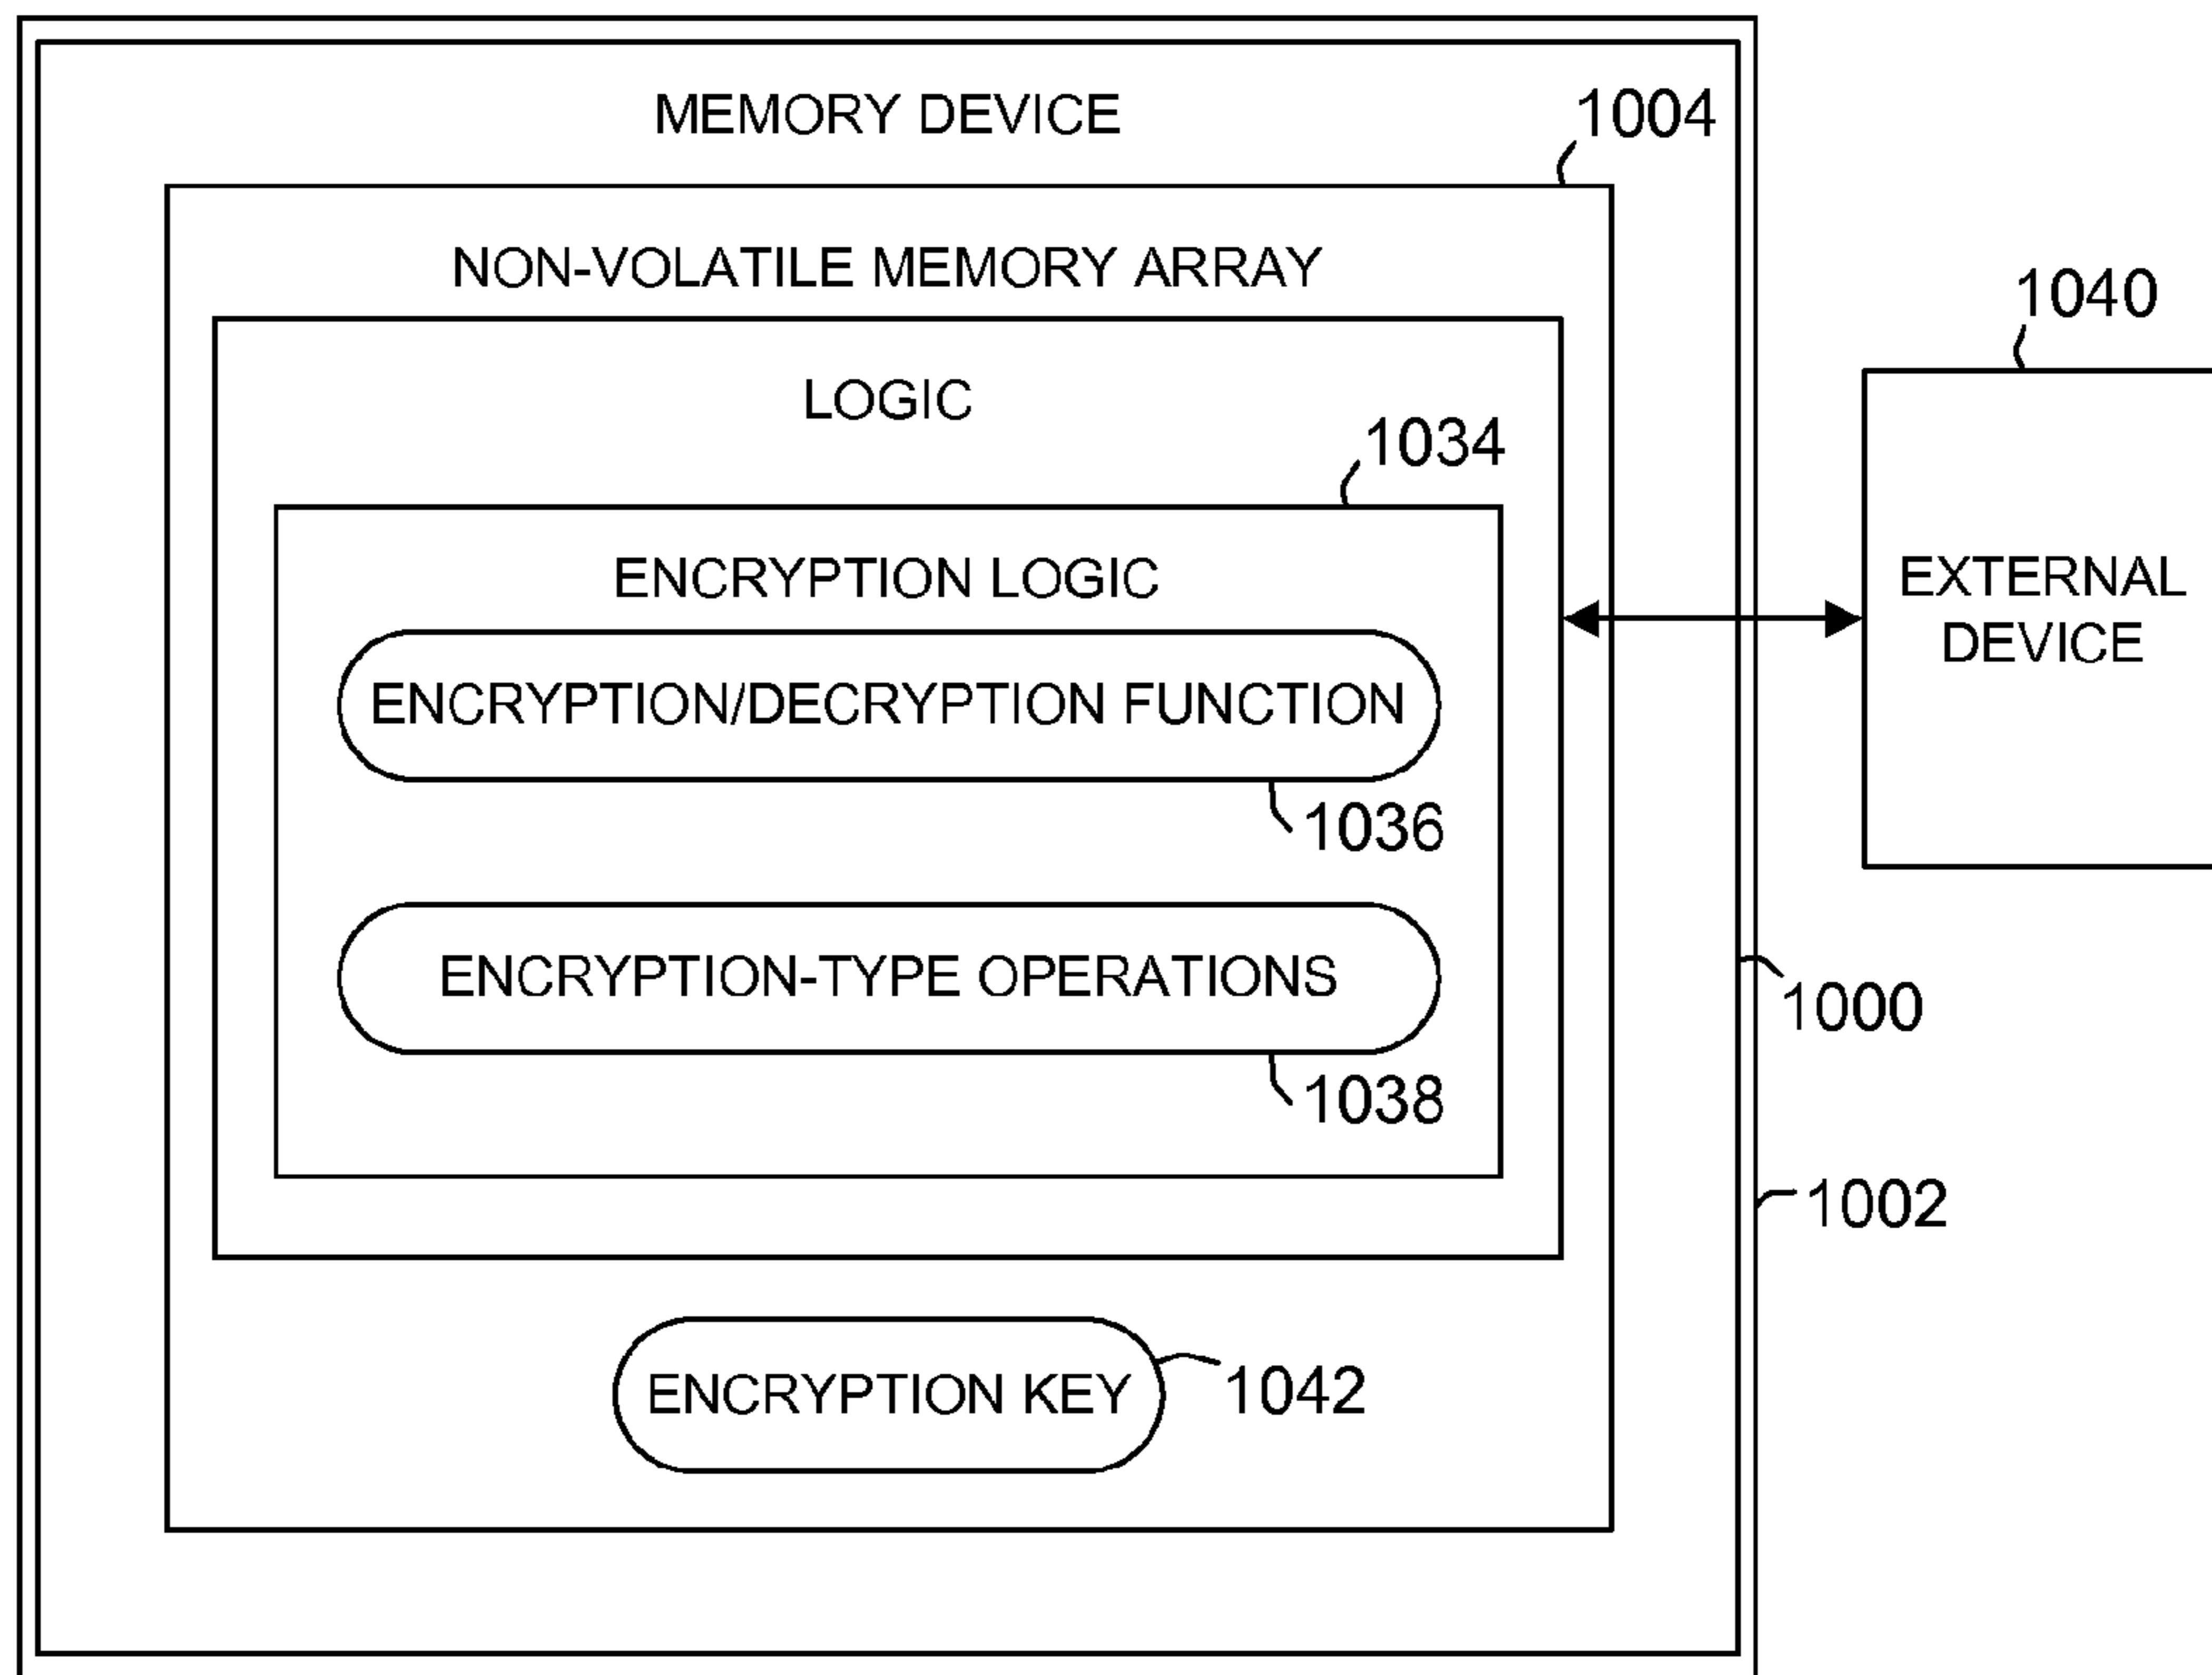 MEMORY DEVICE
1004
NON-VOLATILE MEMORY ARRAY
1040
LOGIC
1034
ENCRYPTION LOGIC
EXTERNAL
DEVICE
ENCRYPTION/DECRYPTION FUNCTION
1036
ENCRYPTION-TYPE OPERATIONS
1000
1038
1002
ENCRYPTION KEY
1042